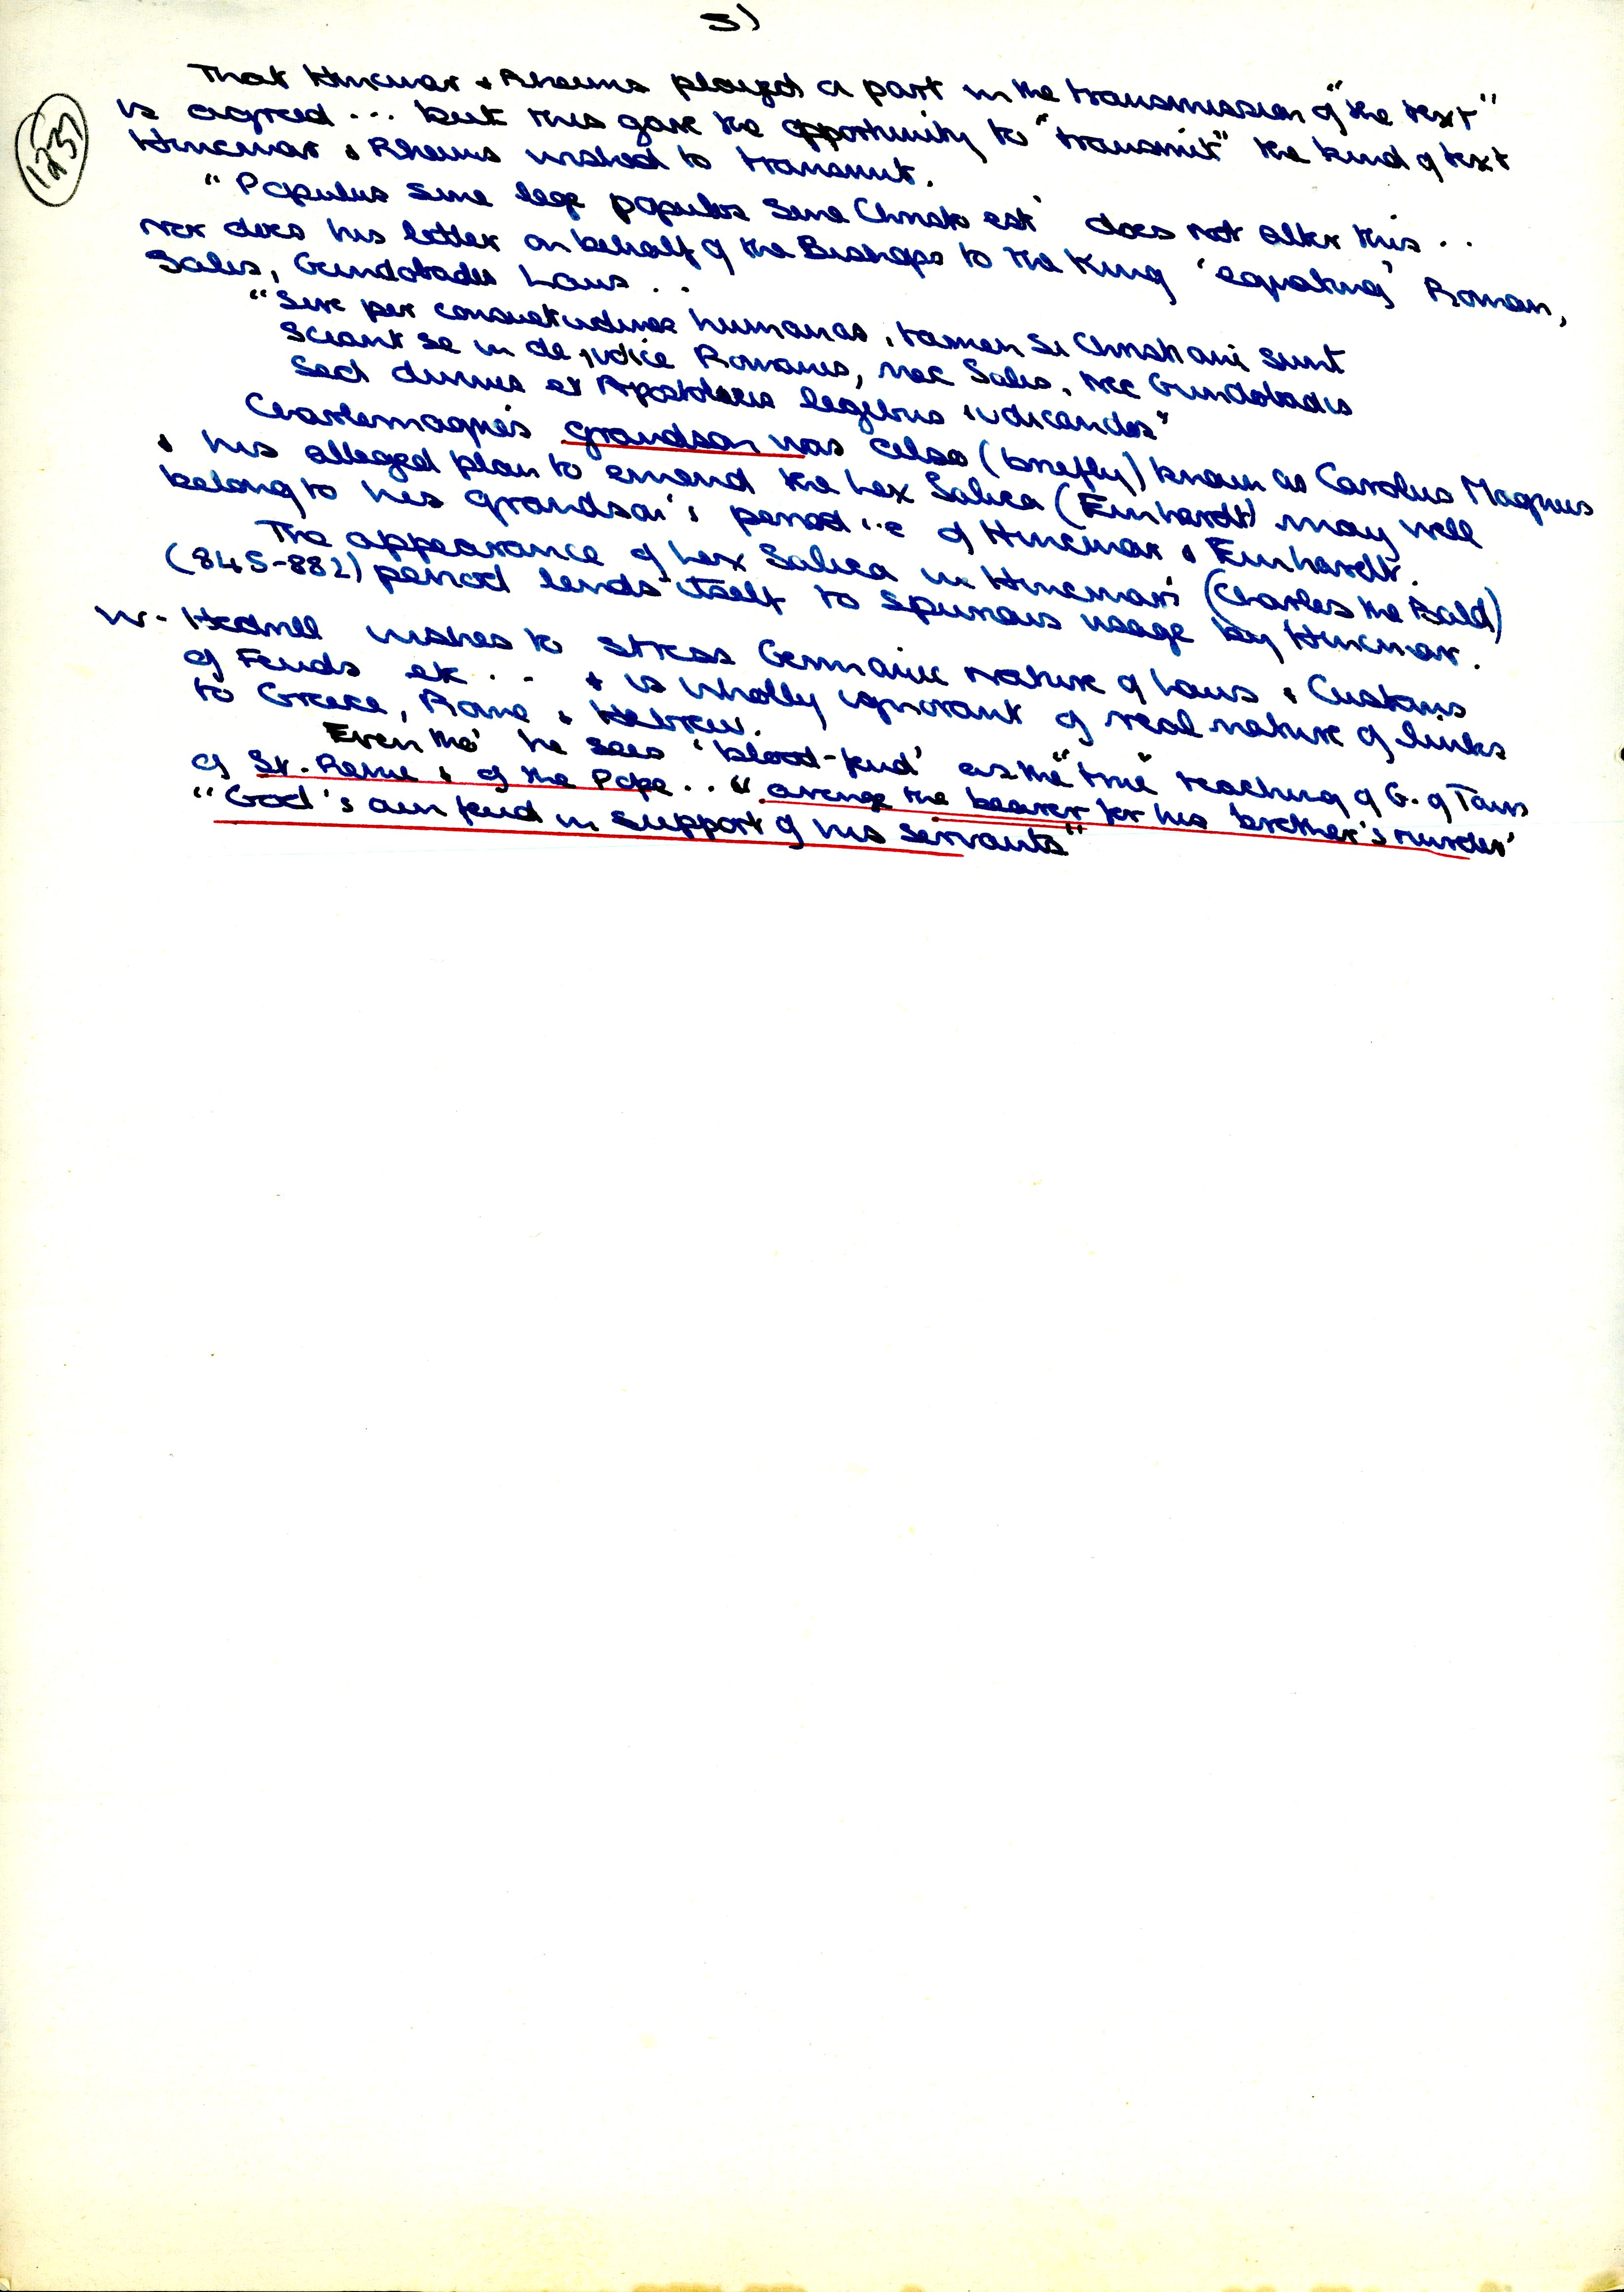 3)
1237
That Hincmar & Rheims played a part in the transmission of "the text"
is agreed ... but this gave the opportunity to "transmit" the kind of text
Hincmar & Rheims wished to transmit.
"Populus sine lege populus sine Christo est" does not alter this ..
nor does his letter on behalf of the Bishops to the King 'equating' Roman,
Salis, Gundobadis Laws ..
"Sive per consuetudines humanas, tamen si Christiani sunt
sciant se in de judice Romanis, nec Salis, nec Gundobadis
sed divinis et Apostolicis legibus iudicandos"
Charlemagne's grandson was also (briefly) known as Carolus Magnus
& his alleged plan to emend the Lex Salica (Einhardt) may well
belong to his grandson's period i.e of Hincmar & Einhardt.
The appearance of Lex Salica in Hincmar's (Charles the Bald)
(845-882) period lends itself to spurious usage by Hincmar.
W- Hadrill wishes to stress Germanic nature of Laws & Customs
of Feuds etc ... & is wholly ignorant of real nature of links
to Greece, Rome & Hebrew.
Even tho' he sees 'blood-feud' as the "true" teaching of G. of Tours
of St. Remi & of the Pope .. "avenge the bearer for his brother's murder"
"God's own feud in support of his servants"